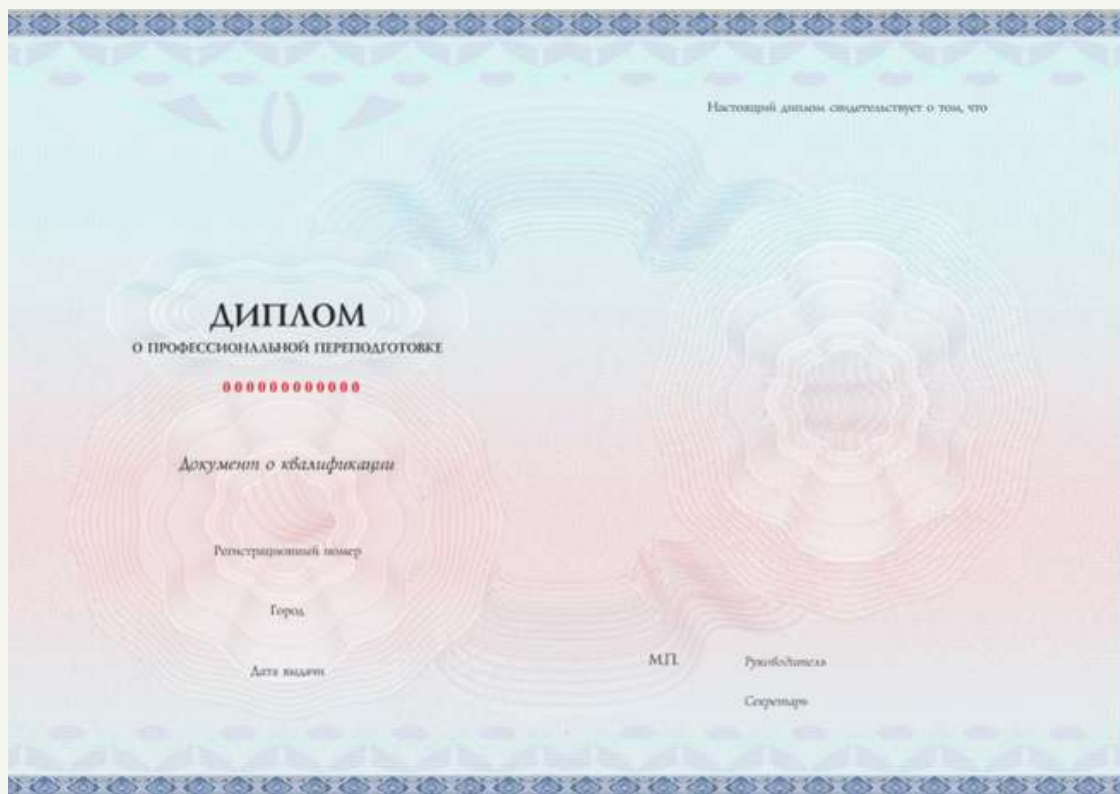 ДИПЛОМ
О ПРОФЕССИОНАЛЬНОЙ ПЕРЕПОДГОТОВКЕ
000000000000
Документ о квалификации
Регистрационный номер
Город
Дата выдачи
Настоящий диплом свидетельствует о том, что
М.П. Руководитель
Секретарь